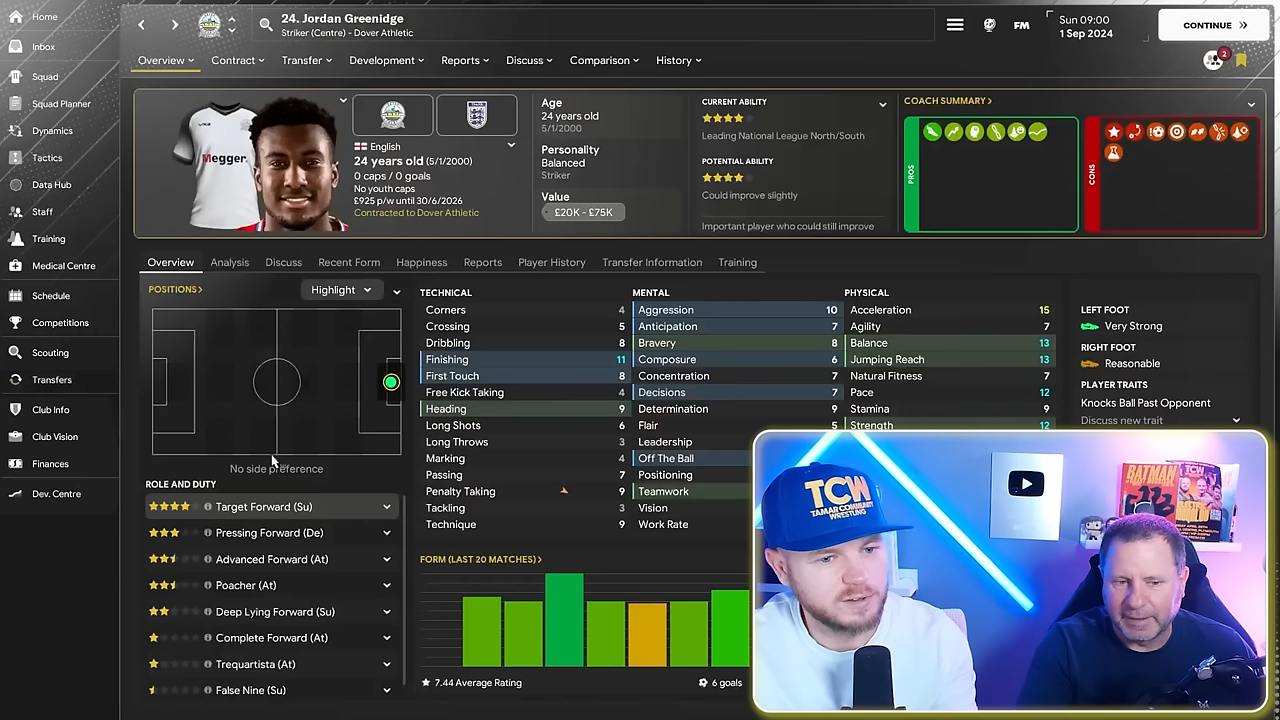 Home
Inbox
Squad
Squad Planner
Dynamics
Tactics
Data Hub
Staff
Training
Medical Centre
Schedule
Competitions
Scouting
Transfers
Club Info
Club Vision
Finances
Dev. Centre
24. Jordan Greenidge
Striker (Centre) - Dover Athletic
FM
Sun 09:00
1 Sep 2024
CONTINUE
Overview
Contract
Transfer
Development
Reports
Discuss
Comparison
History
2
Megger.
English
24 years old (5/1/2000)
0 caps / 0 goals
No youth caps
£925 p/w until 30/6/2026
Contracted to Dover Athletic
Age
24 years old
5/1/2000
Personality
Balanced
Striker
Value
£20K - £75K
CURRENT ABILITY
Leading National League North/South
POTENTIAL ABILITY
Could improve slightly
Important player who could still improve
COACH SUMMARY >
PROS
CONS
Overview
Analysis
Discuss
Recent Form
Happiness
Reports
Player History
Transfer Information
Training
POSITIONS >
Highlight
No side preference
ROLE AND DUTY
Target Forward (Su)
Pressing Forward (De)
Advanced Forward (At)
Poacher (At)
Deep Lying Forward (Su)
Complete Forward (At)
Trequartista (At)
False Nine (Su)
TECHNICAL
Corners 4
Crossing 5
Dribbling 8
Finishing 11
First Touch 8
Free Kick Taking 4
Heading 9
Long Shots 6
Long Throws 3
Marking 4
Passing 7
Penalty Taking 9
Tackling 3
Technique 9
MENTAL
Aggression 10
Anticipation 7
Bravery 8
Composure 6
Concentration 7
Decisions 7
Determination 9
Flair 5
Leadership
Off The Ball
Positioning
Teamwork
Vision
Work Rate
PHYSICAL
Acceleration 15
Agility 7
Balance 13
Jumping Reach 13
Natural Fitness 7
Pace 12
Stamina 9
Strength 12
LEFT FOOT
Very Strong
RIGHT FOOT
Reasonable
PLAYER TRAITS
Knocks Ball Past Opponent
Discuss new trait
FORM (LAST 20 MATCHES) >
7.44 Average Rating
6 goals
TCW
TAMAR COMMUNITY
WRESTLING
BATMAN
TCW